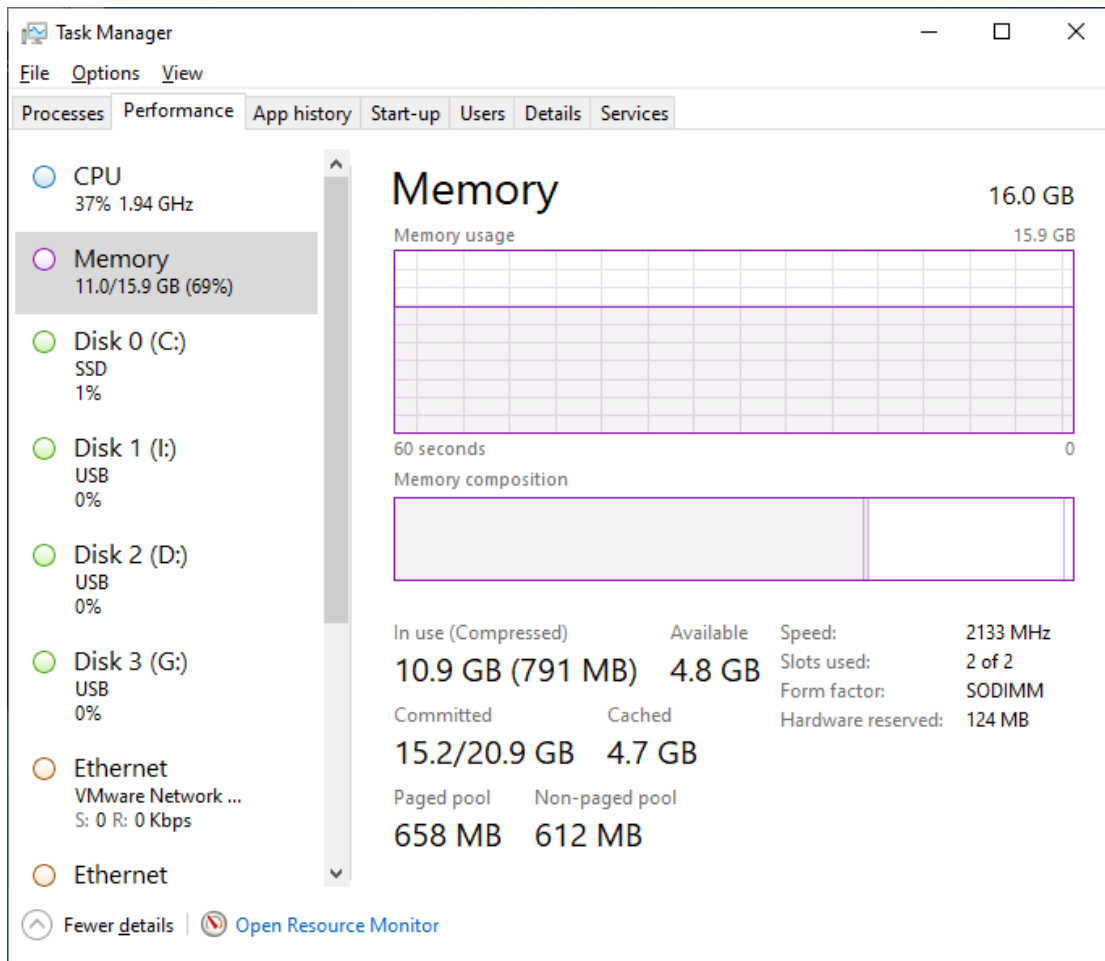 Task Manager
File Options View
Processes Performance App history Start-up Users Details Services
CPU
37% 1.94 GHz
Memory
11.0/15.9 GB (69%)
Disk 0 (C:)
SSD
1%
Disk 1 (I:)
USB
0%
Disk 2 (D:)
USB
0%
Disk 3 (G:)
USB
0%
Ethernet
VMware Network ...
S: 0 R: 0 Kbps
Ethernet
Memory 16.0 GB
Memory usage 15.9 GB
60 seconds 0
Memory composition
In use (Compressed) Available
10.9 GB (791 MB) 4.8 GB
Committed Cached
15.2/20.9 GB 4.7 GB
Paged pool Non-paged pool
658 MB 612 MB
Speed: 2133 MHz
Slots used: 2 of 2
Form factor: SODIMM
Hardware reserved: 124 MB
Fewer details Open Resource Monitor